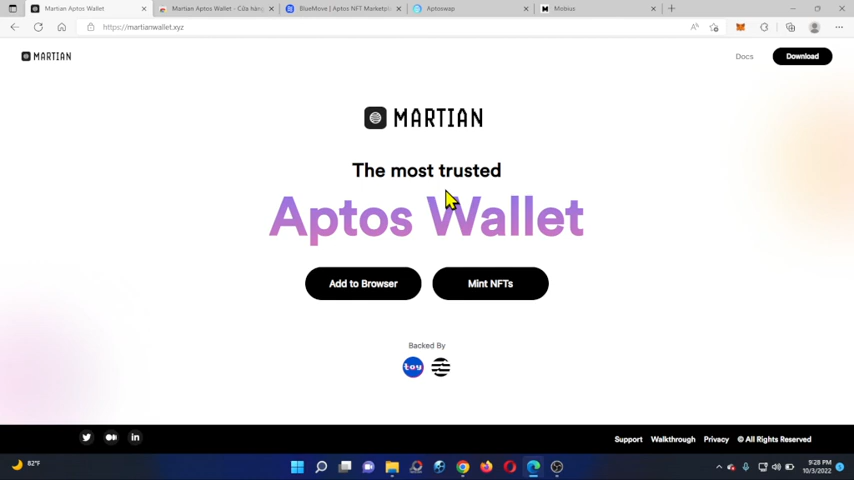 Martian Aptos Wallet
Martian Aptos Wallet - Cửa hàng
BlueMove | Aptos NFT Marketpl
Aptoswap
Mobius
https://martianwallet.xyz
MARTIAN
Docs
Download
MARTIAN
The most trusted
Aptos Wallet
Add to Browser
Mint NFTs
Backed By
toy
Support
Walkthrough
Privacy
© All Rights Reserved
82°F
9:28 PM
10/3/2022